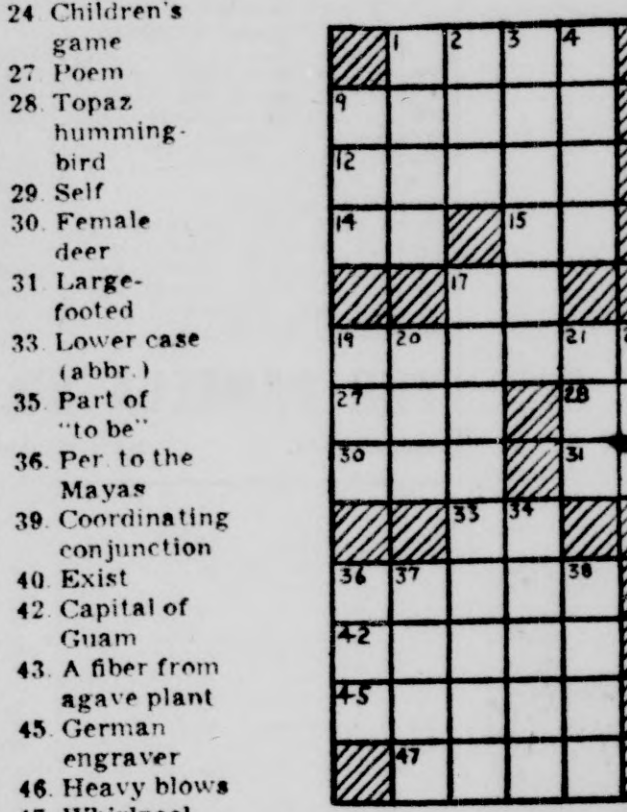 24 Children's
game
27 Poem
28. Topaz
humming-
bird
29. Self
30. Female
deer
31 Large-
footed
33. Lower case
(abbr.)
35. Part of
"to be"
36. Per. to the
Mayas
39. Coordinating
conjunction
40. Exist
42. Capital of
Guam
43. A fiber from
agave plant
45. German
engraver
46. Heavy blows
47. Whirlpool
1 2 3 4
9
12
14 15
17
19 20 21
27 28
30 31
33 34
36 37 38
42
45
47